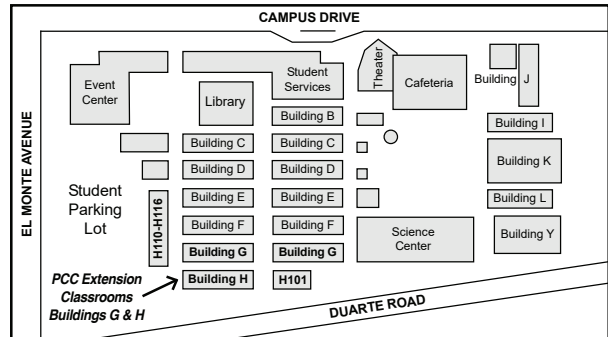 CAMPUS DRIVE
EL MONTE AVENUE
Event
Center
Library
Student
Services
Theater
Cafeteria
Building J
Building B
Building I
Building C
Building C
Building K
Building D
Building D
Building E
Building E
Building L
Student
Parking
Lot
H110-H116
Building F
Building F
Science
Center
Building Y
Building G
Building G
PCC Extension
Classrooms
Buildings G & H
Building H
H101
DUARTE ROAD